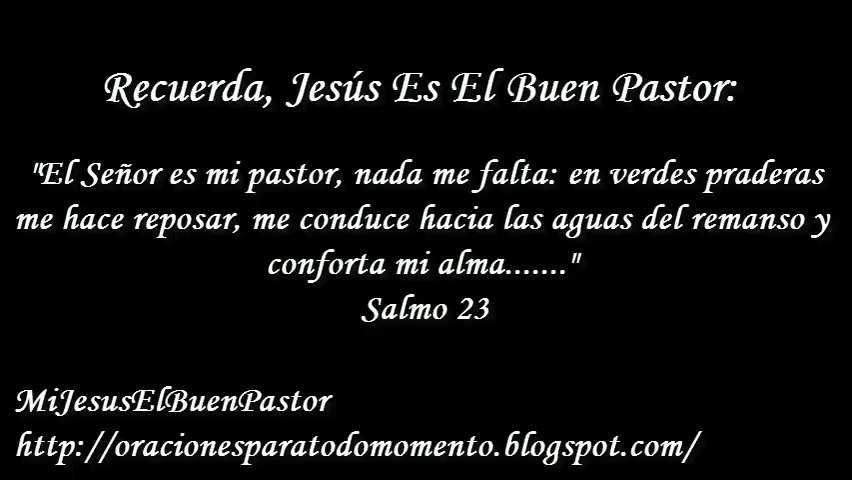 Recuerda, Jesús Es El Buen Pastor:
"El Señor es mi pastor, nada me falta: en verdes praderas
me hace reposar, me conduce hacia las aguas del remanso y
conforta mi alma......."
Salmo 23
MiJesusElBuenPastor
http://oracionesparatodomomento.blogspot.com/